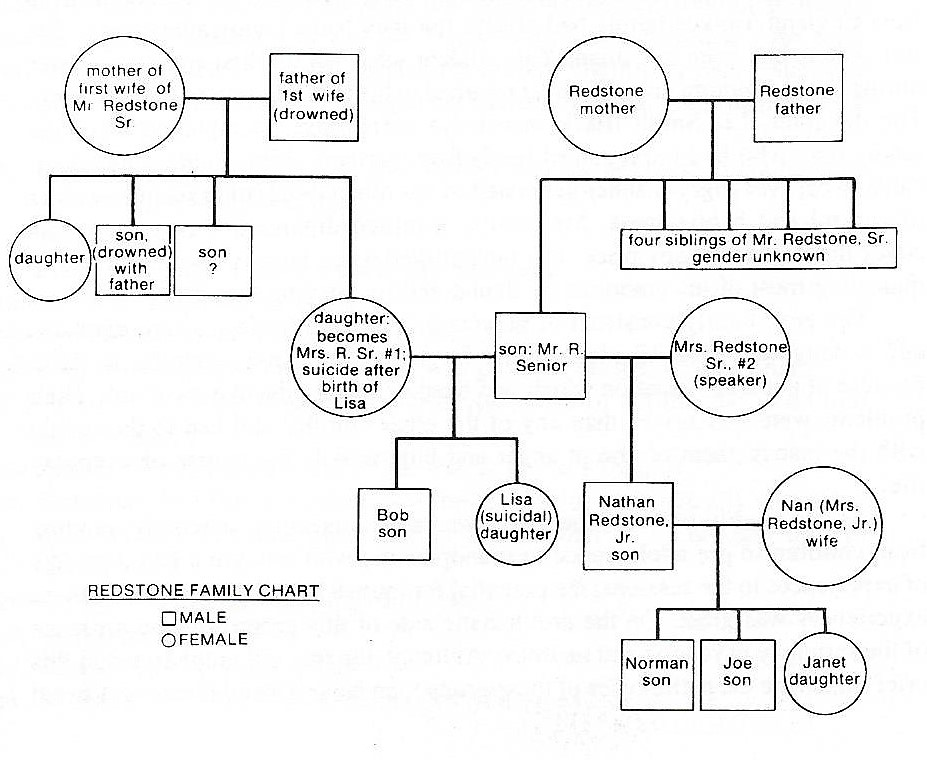 mother of
first wife of
Mr Redstone
Sr.
father of
1st wife
(drowned)
Redstone
mother
Redstone
father
daughter
son,
(drowned)
with
father
son
?
four siblings of Mr. Redstone, Sr.
gender unknown
daughter:
becomes
Mrs. R. Sr. #1;
suicide after
birth of
Lisa
son: Mr. R.
Senior
Mrs. Redstone
Sr., #2
(speaker)
Bob
son
Lisa
(suicidal)
daughter
Nathan
Redstone,
Jr.
son
Nan (Mrs.
Redstone, Jr.)
wife
REDSTONE FAMILY CHART
MALE
FEMALE
Norman,
son
Joe
son
Janet
daughter